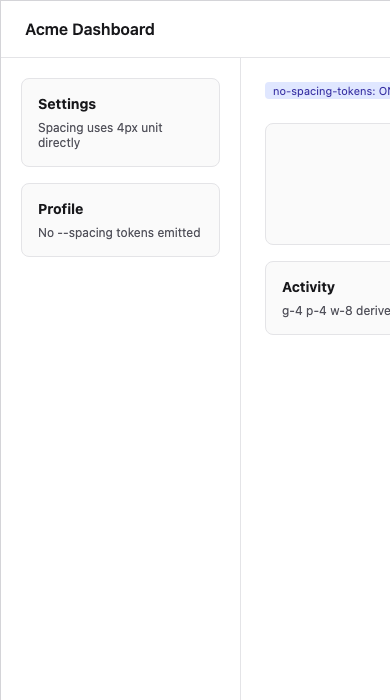 Acme Dashboard
Settings
Spacing uses 4px unit
directly
Profile
No --spacing tokens emitted
no-spacing-tokens:
Activity
g-4 p-4 w-8 derive